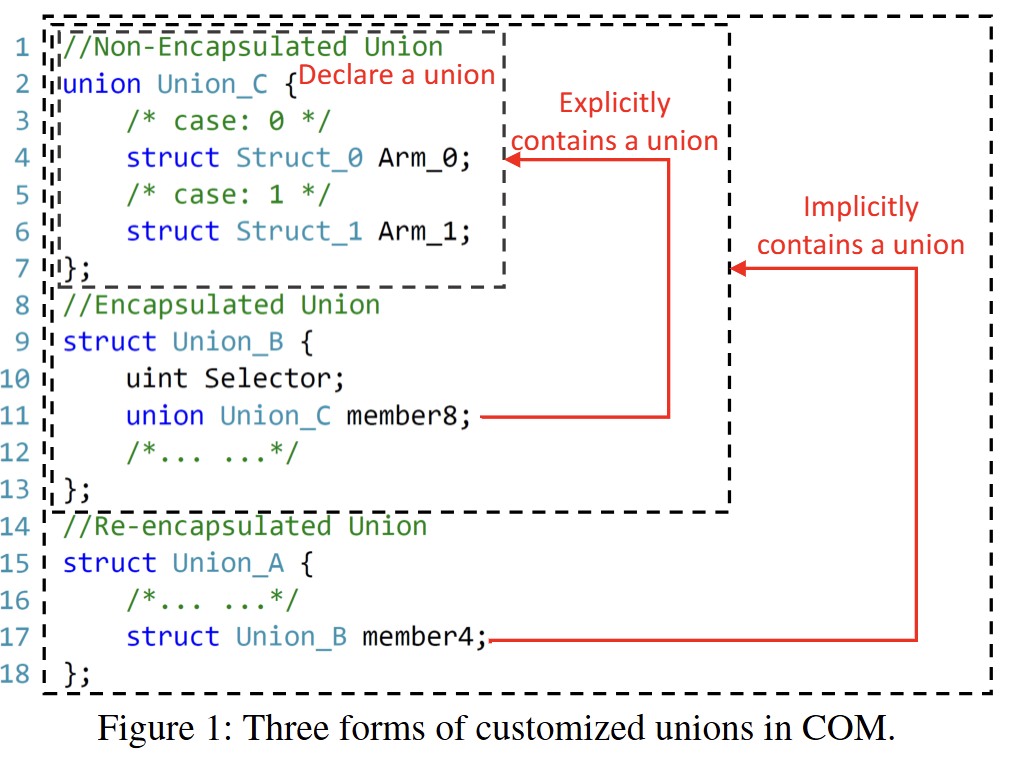 1 //Non-Encapsulated Union
2 union Union_C {
Declare a union
3 /* case: 0 */
4 struct Struct_0 Arm_0;
5 /* case: 1 */
6 struct Struct_1 Arm_1;
7 };
Explicitly
contains a union
Implicitly
contains a union
8 //Encapsulated Union
9 struct Union_B {
10 uint Selector;
11 union Union_C member8;
12 /*... ...*/
13 };
14 //Re-encapsulated Union
15 struct Union_A {
16 /*... ...*/
17 struct Union_B member4;
18 };
Figure 1: Three forms of customized unions in COM.